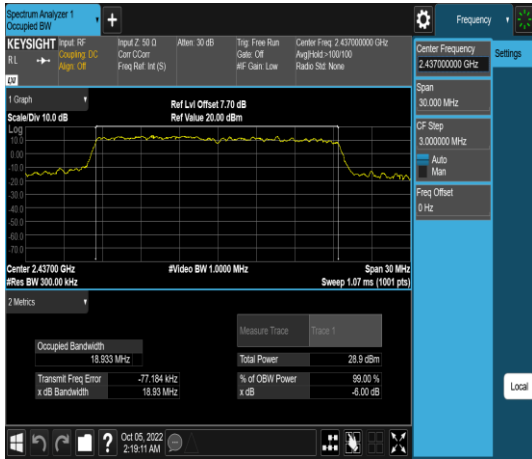 Spectrum Analyzer 1
Occupied BW
Frequency
KEYSIGHT
RL
LXI
Input: RF
Coupling: DC
Align: Off
Input Z: 50 Ω
Corr CCorr
Freq Ref: Int (S)
Atten: 30 dB
Trig: Free Run
Gate: Off
#IF Gain: Low
Center Freq: 2.437000000 GHz
Avg|Hold:>100/100
Radio Std: None
Center Frequency
2.437000000 GHz
Settings
Span
30.000 MHz
CF Step
3.000000 MHz
Auto
Man
Freq Offset
0 Hz
Local
1 Graph
Scale/Div 10.0 dB
Ref Lvl Offset 7.70 dB
Ref Value 20.00 dBm
Log
10.0
0.00
-10.0
-20.0
-30.0
-40.0
-50.0
-60.0
-70.0
Center 2.43700 GHz
#Res BW 300.00 kHz
#Video BW 1.0000 MHz
Span 30 MHz
Sweep 1.07 ms (1001 pts)
2 Metrics
Measure Trace Trace 1
Occupied Bandwidth
18.933 MHz
Total Power 28.9 dBm
Transmit Freq Error -77.184 kHz
% of OBW Power 99.00 %
x dB Bandwidth 18.93 MHz
x dB -6.00 dB
?
Oct 05, 2022
2:19:11 AM